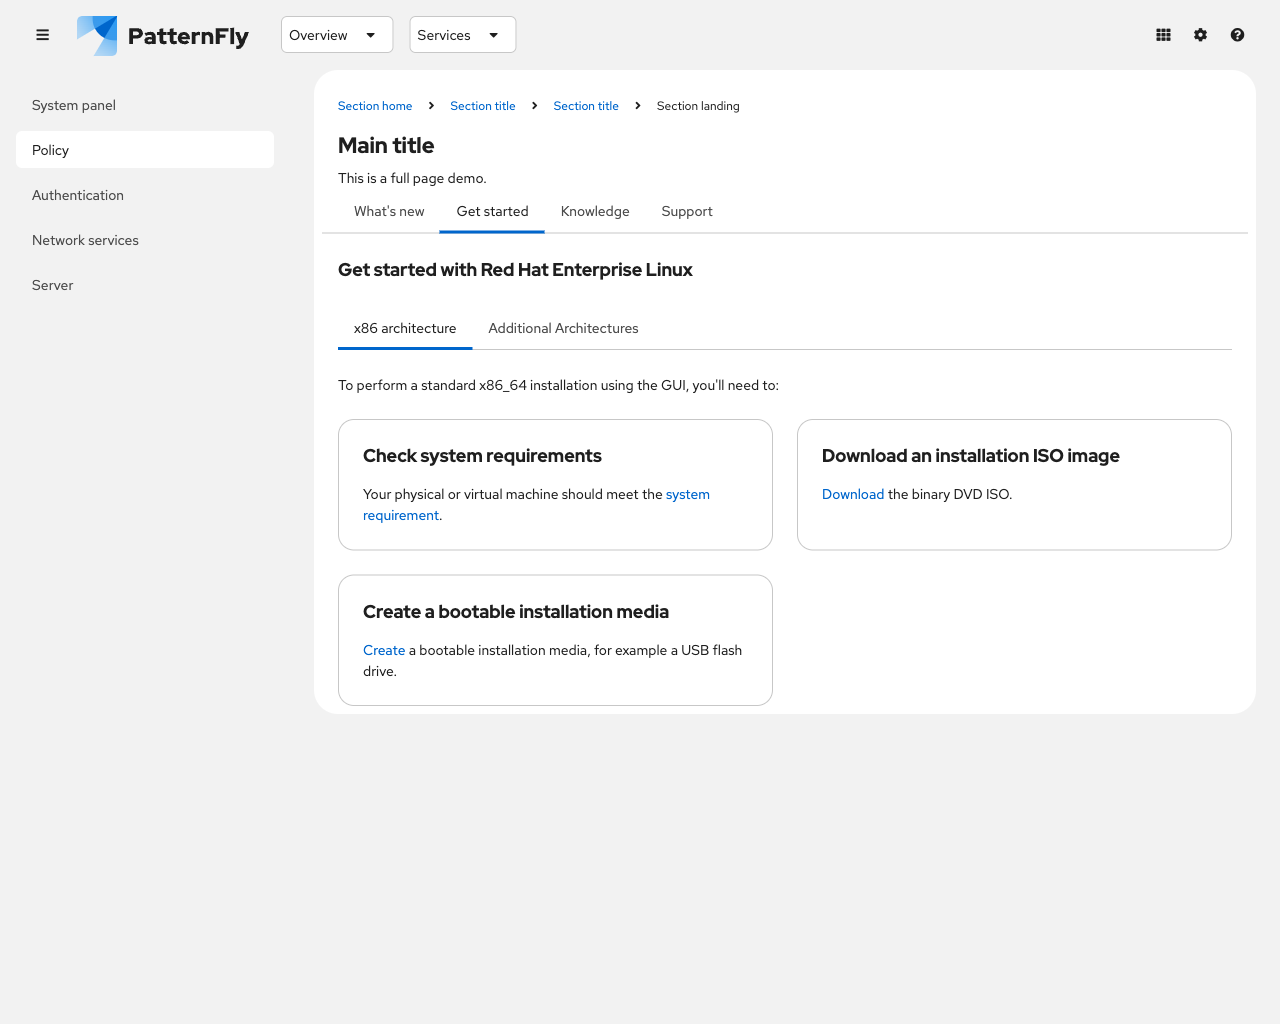 PatternFly
Overview
Services
System panel
Policy
Authentication
Network services
Server
Section home
Section title
Section title
Section landing
Main title
This is a full page demo.
What's new
Get started
Knowledge
Support
Get started with Red Hat Enterprise Linux
x86 architecture
Additional Architectures
To perform a standard x86_64 installation using the GUI, you'll need to:
Check system requirements
Your physical or virtual machine should meet the system
requirement.
Download an installation ISO image
Download the binary DVD ISO.
Create a bootable installation media
Create a bootable installation media, for example a USB flash
drive.